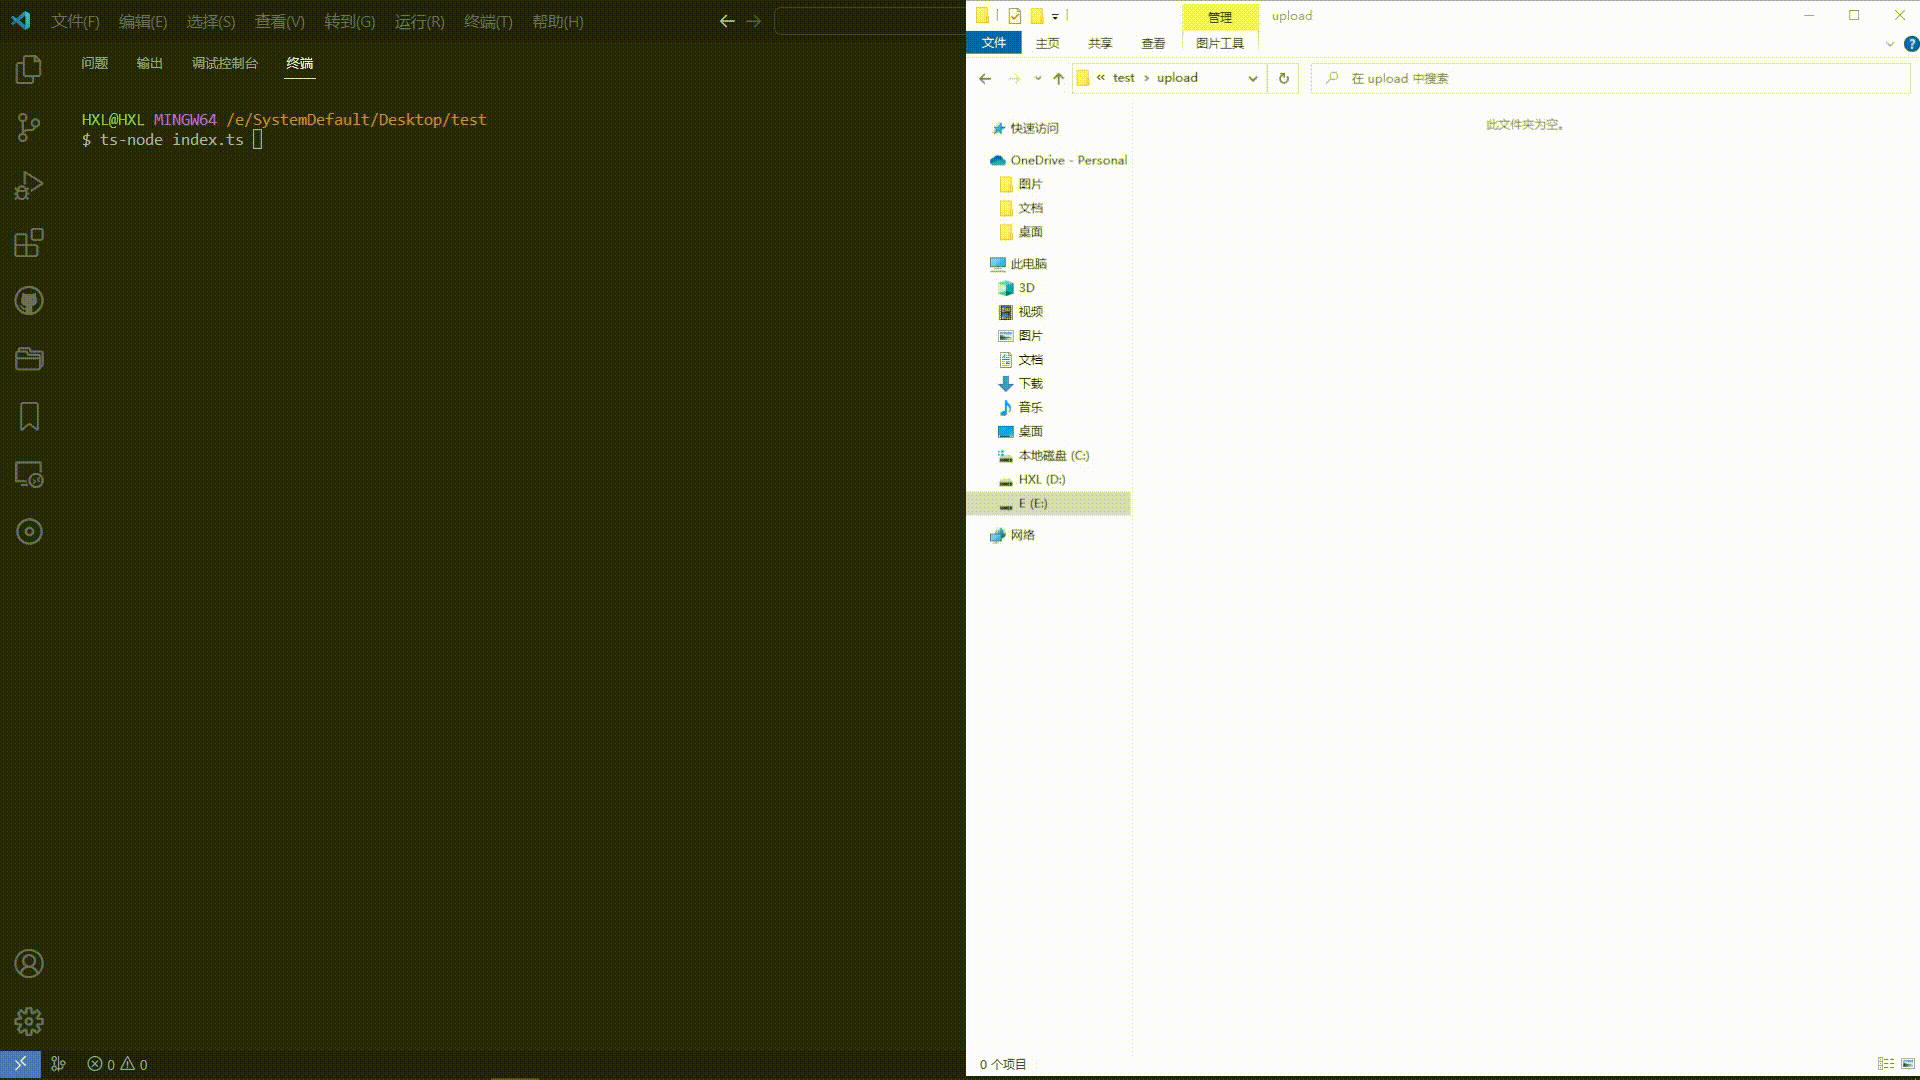 文件(F) 编辑(E) 选择(S) 查看(V) 转到(G) 运行(R) 终端(T) 帮助(H)
问题 输出 调试控制台 终端
HXL@HXL MINGW64 /e/SystemDefault/Desktop/test
$ ts-node index.ts
0 0
管理 upload
文件 主页 共享 查看 图片工具
« test › upload 在 upload 中搜索
快速访问
此文件夹为空。
OneDrive - Personal
图片
文档
桌面
此电脑
3D
视频
图片
文档
下载
音乐
桌面
本地磁盘 (C:)
HXL (D:)
E (E:)
网络
0 个项目